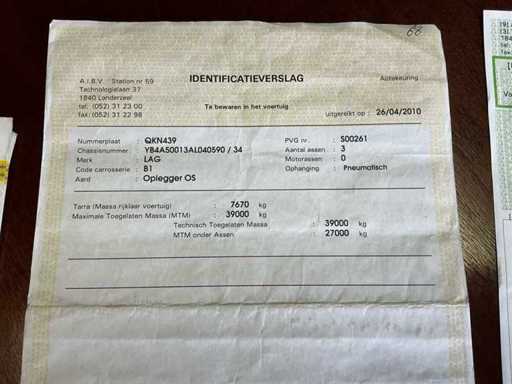 66
A.I.B.V. Station nr 59
Technologielaan 37
1840 Londerzeel
tel: (052) 31 23 00
fax: (052) 31 22 98
IDENTIFICATIEVERSLAG
Autokeuring
Te bewaren in het voertuig
uitgereikt op : 26/04/2010
Nummerplaat : QKN439
PVG nr. : S00261
Chassisnummer : YB4AS0013AL040590 / 34
Aantal assen : 3
Merk : LAG
Motorassen : 0
Code carrosserie : B1
Ophanging : Pneumatisch
Aard : Oplegger OS
Tarra (Massa rijklaar voertuig) : 7670 kg
Maximale Toegelaten Massa (MTM) : 39000 kg
Technisch Toegelaten Massa : 39000 kg
MTM onder Assen : 27000 kg